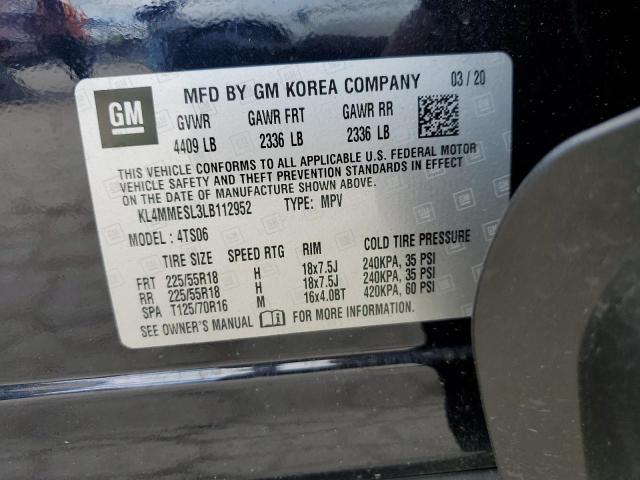 GM
MFD BY GM KOREA COMPANY 03/20
GVWR GAWR FRT GAWR RR
4409 LB 2336 LB 2336 LB
THIS VEHICLE CONFORMS TO ALL APPLICABLE U.S. FEDERAL MOTOR
VEHICLE SAFETY AND THEFT PREVENTION STANDARDS IN EFFECT
ON THE DATE OF MANUFACTURE SHOWN ABOVE.
KL4MMESL3LB112952 TYPE: MPV
MODEL: 4TS06
TIRE SIZE SPEED RTG RIM COLD TIRE PRESSURE
FRT 225/55R18 H 18x7.5J 240KPA, 35 PSI
RR 225/55R18 H 18x7.5J 240KPA, 35 PSI
SPA T125/70R16 M 16x4.0BT 420KPA, 60 PSI
SEE OWNER'S MANUAL FOR MORE INFORMATION.